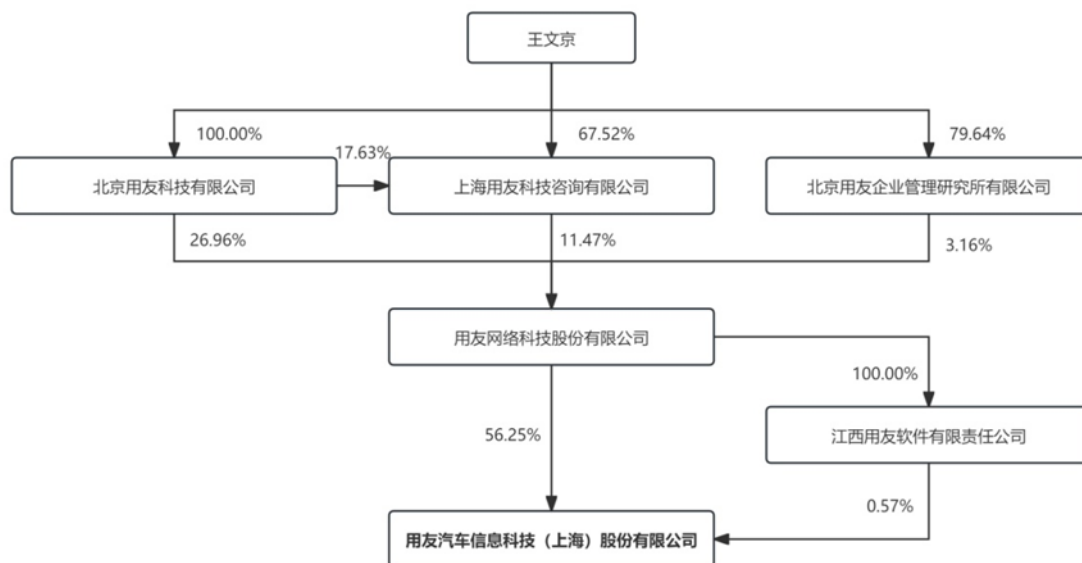 王文京
100.00%
67.52%
79.64%
17.63%
北京用友科技有限公司
上海用友科技咨询有限公司
北京用友企业管理研究所有限公司
26.96%
11.47%
3.16%
用友网络科技股份有限公司
100.00%
56.25%
江西用友软件有限责任公司
0.57%
用友汽车信息科技（上海）股份有限公司